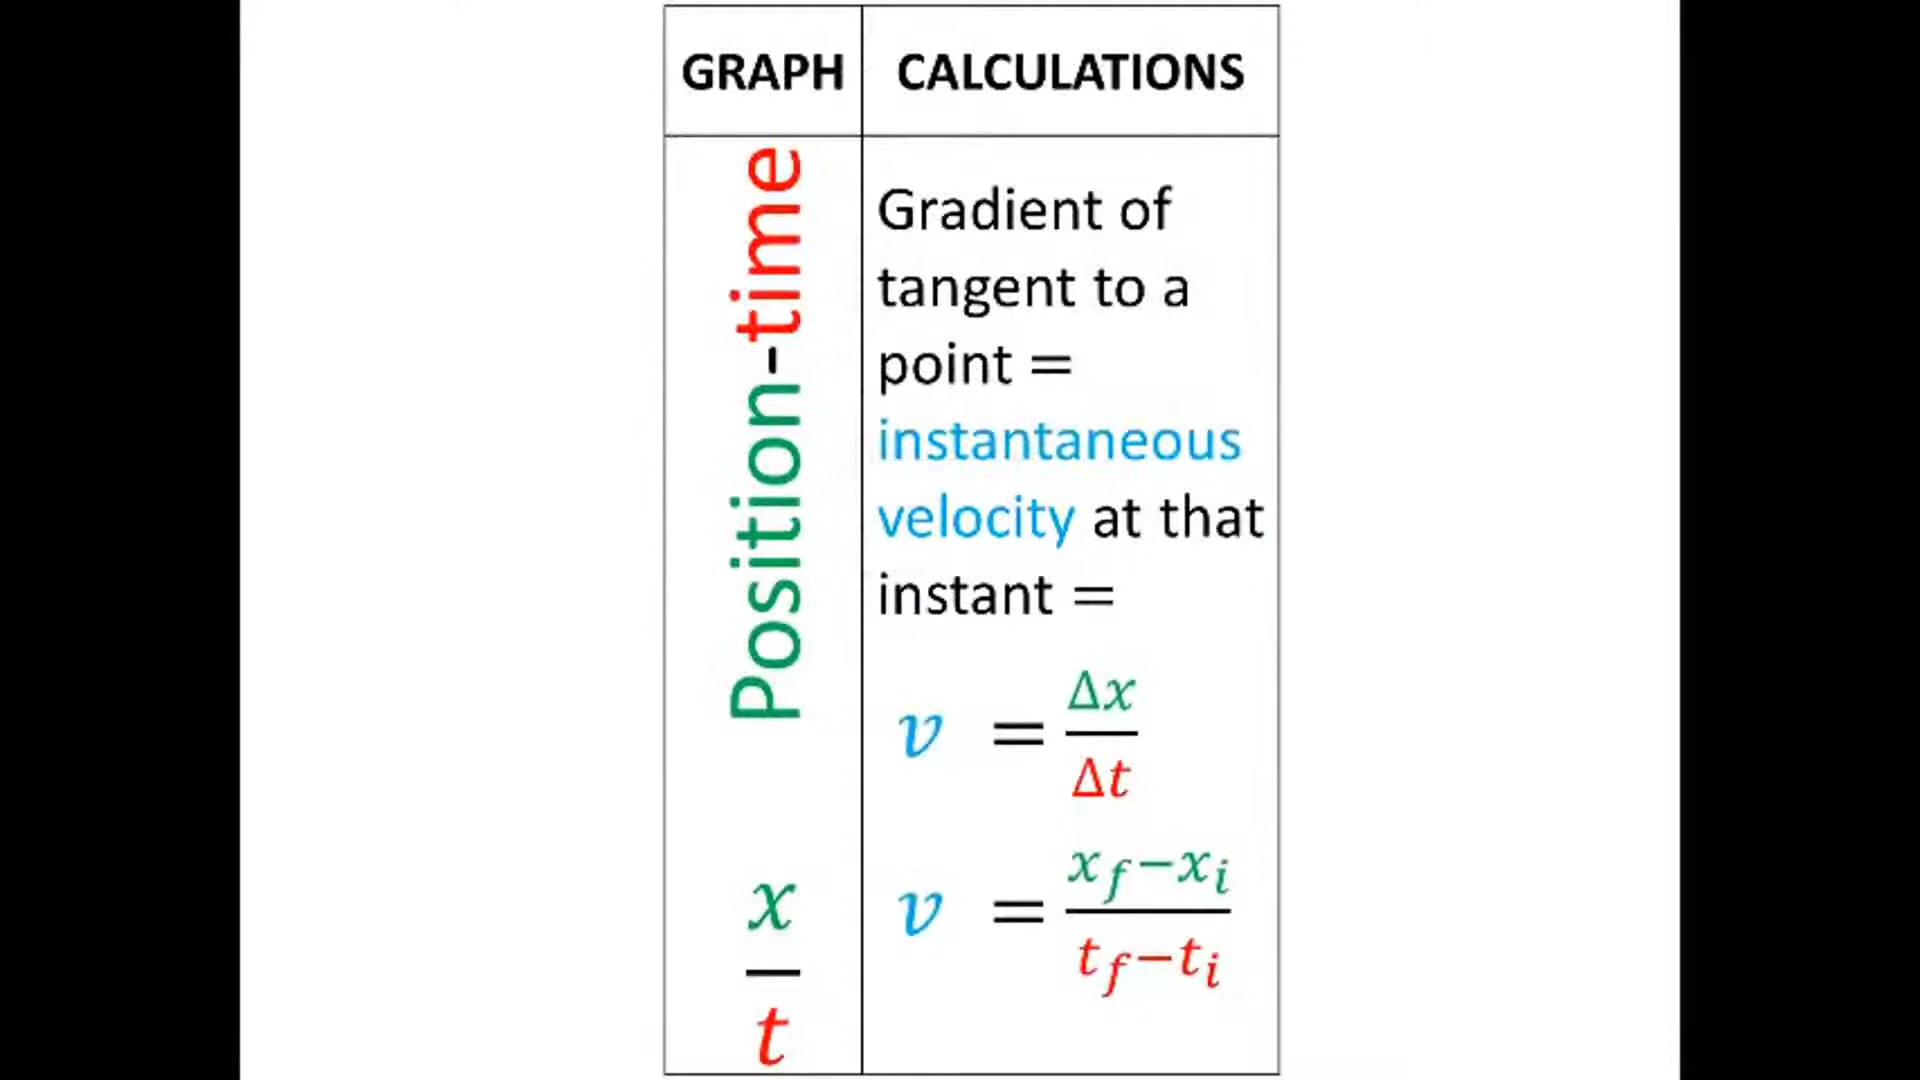 GRAPH
CALCULATIONS
Position-time
x
t
Gradient of
tangent to a
point =
instantaneous
velocity at that
instant =
v = Δx/Δt
v = x_f−x_i/t_f−t_i